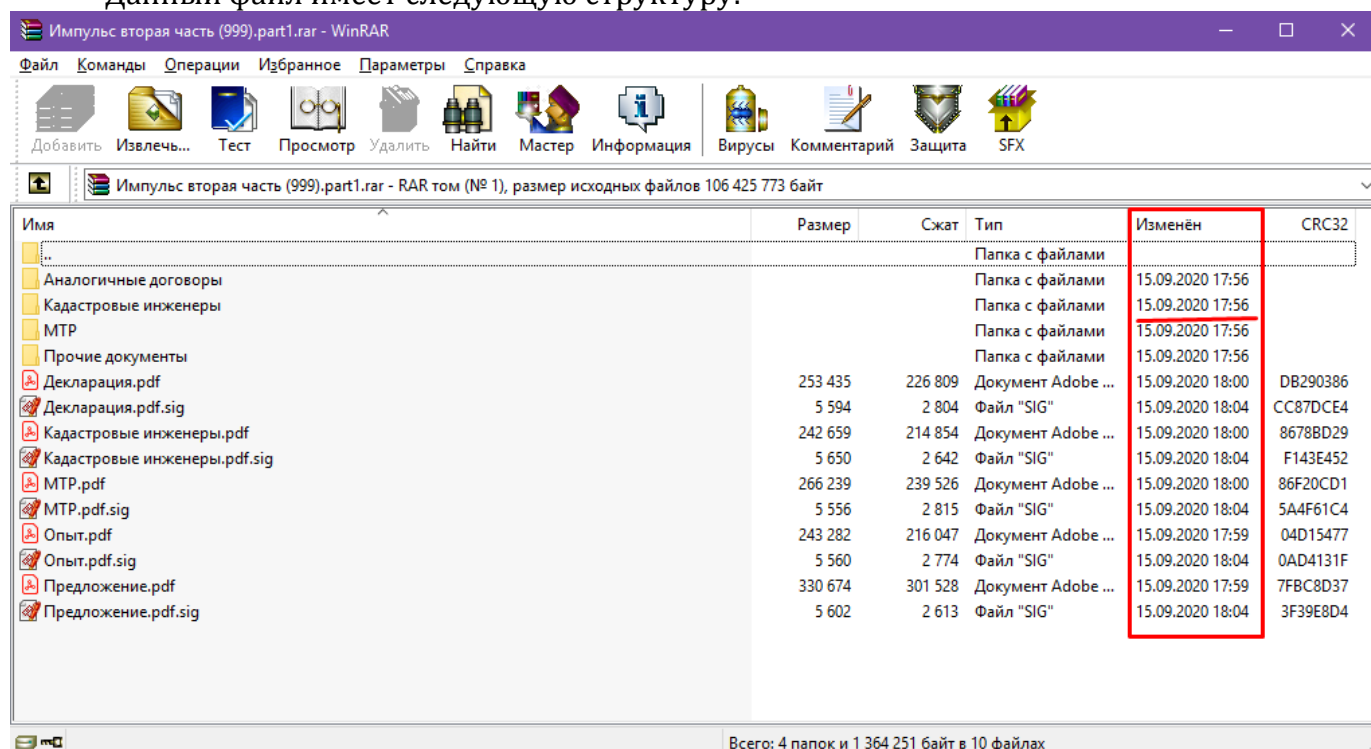 Данный файл имеет следующую структуру:
Импульс вторая часть (999).part1.rar - WinRAR
Файл Команды Операции Избранное Параметры Справка
Добавить Извлечь... Тест Просмотр Удалить Найти Мастер Информация Вирусы Комментарий Защита SFX
Импульс вторая часть (999).part1.rar - RAR том (№ 1), размер исходных файлов 106 425 773 байт
Имя Размер Сжат Тип Изменён CRC32
.. Папка с файлами
Аналогичные договоры Папка с файлами 15.09.2020 17:56
Кадастровые инженеры Папка с файлами 15.09.2020 17:56
МТР Папка с файлами 15.09.2020 17:56
Прочие документы Папка с файлами 15.09.2020 17:56
Декларация.pdf 253 435 226 809 Документ Adobe ... 15.09.2020 18:00 DB290386
Декларация.pdf.sig 5 594 2 804 Файл "SIG" 15.09.2020 18:04 CC87DCE4
Кадастровые инженеры.pdf 242 659 214 854 Документ Adobe ... 15.09.2020 18:00 8678BD29
Кадастровые инженеры.pdf.sig 5 650 2 642 Файл "SIG" 15.09.2020 18:04 F143E452
МТР.pdf 266 239 239 526 Документ Adobe ... 15.09.2020 18:00 86F20CD1
МТР.pdf.sig 5 556 2 815 Файл "SIG" 15.09.2020 18:04 5A4F61C4
Опыт.pdf 243 282 216 047 Документ Adobe ... 15.09.2020 17:59 04D15477
Опыт.pdf.sig 5 560 2 774 Файл "SIG" 15.09.2020 18:04 0AD4131F
Предложение.pdf 330 674 301 528 Документ Adobe ... 15.09.2020 17:59 7FBC8D37
Предложение.pdf.sig 5 602 2 613 Файл "SIG" 15.09.2020 18:04 3F39E8D4
Всего: 4 папок и 1 364 251 байт в 10 файлах